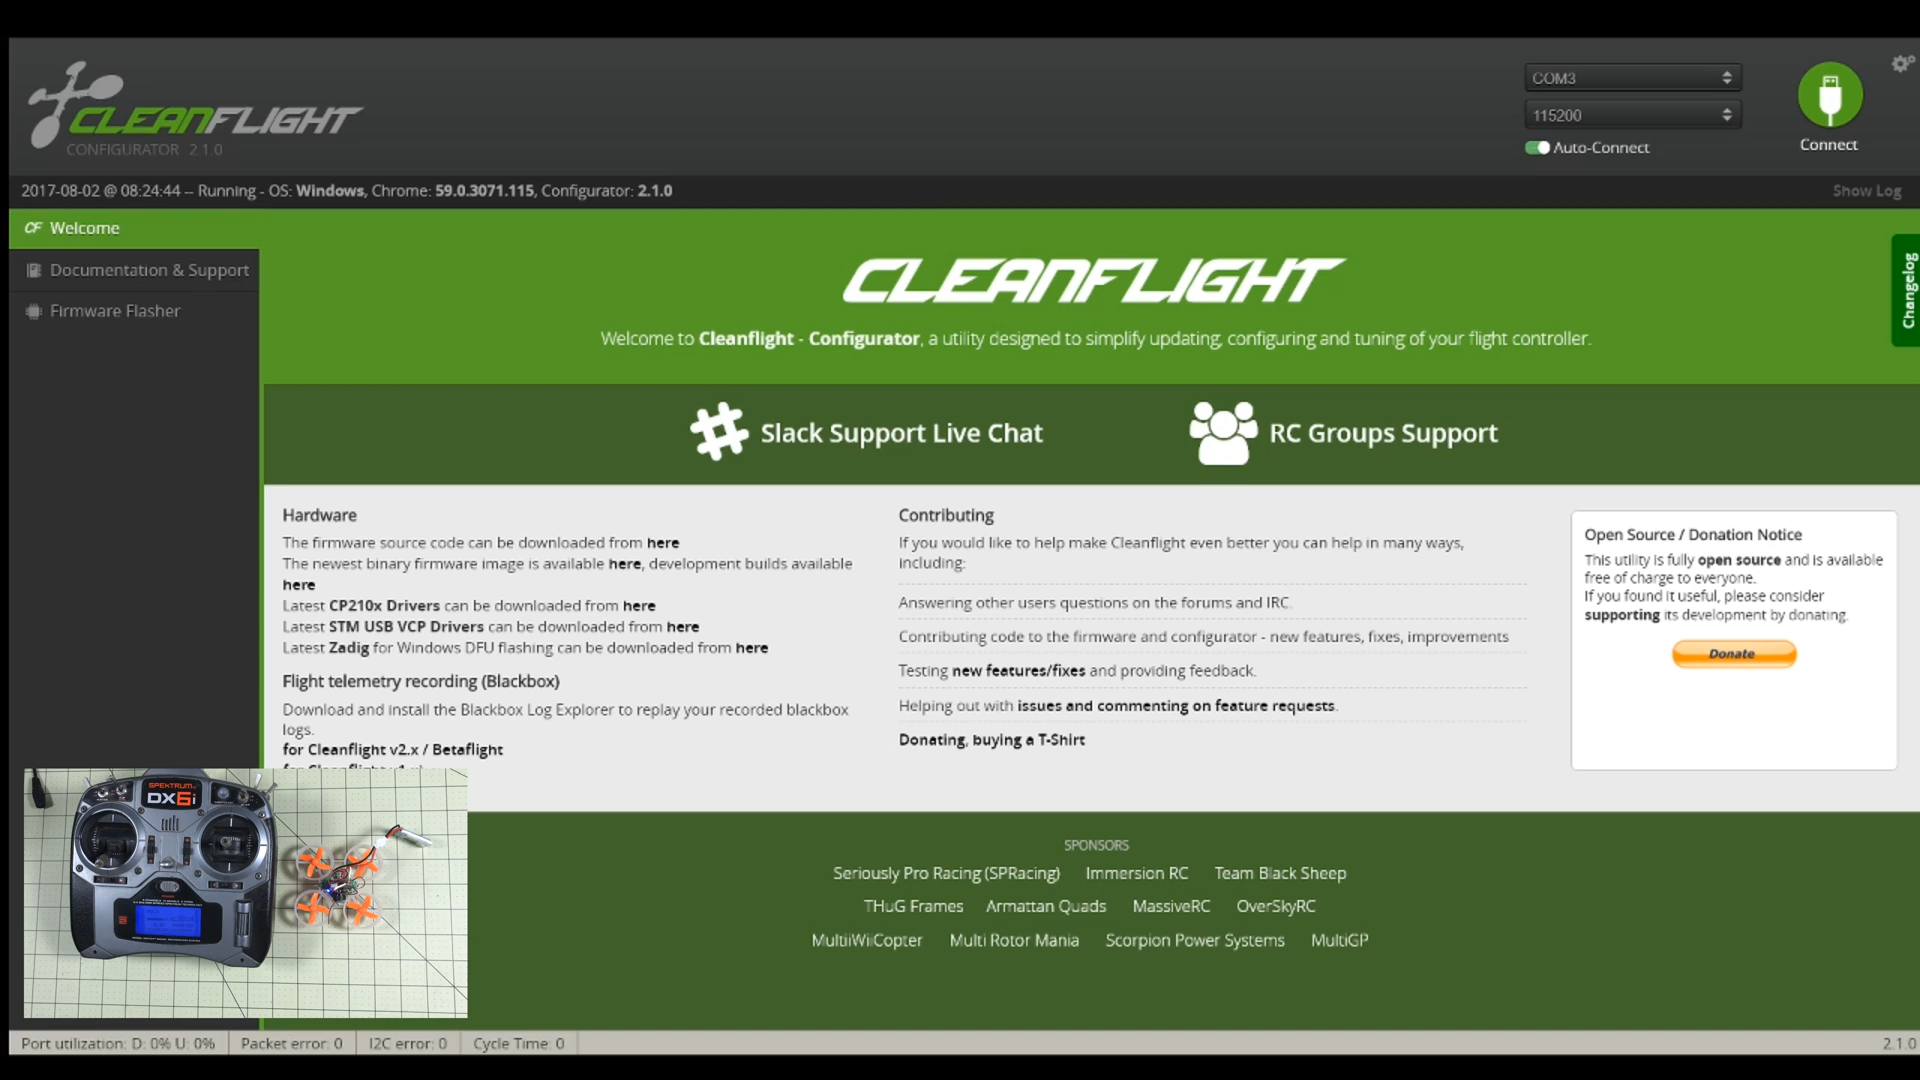 CLEANFLIGHT
CONFIGURATOR 2.1.0
COM3
115200
Auto-Connect
Connect
2017-08-02 @ 08:24:44 -- Running - OS: Windows, Chrome: 59.0.3071.115, Configurator: 2.1.0
Show Log
CF Welcome
Documentation & Support
Firmware Flasher
CLEANFLIGHT
Welcome to Cleanflight - Configurator, a utility designed to simplify updating, configuring and tuning of your flight controller.
Changelog
Slack Support Live Chat
RC Groups Support
Hardware
The firmware source code can be downloaded from here
The newest binary firmware image is available here, development builds available
here
Latest CP210x Drivers can be downloaded from here
Latest STM USB VCP Drivers can be downloaded from here
Latest Zadig for Windows DFU flashing can be downloaded from here
Flight telemetry recording (Blackbox)
Download and install the Blackbox Log Explorer to replay your recorded blackbox
logs.
for Cleanflight v2.x / Betaflight
Contributing
If you would like to help make Cleanflight even better you can help in many ways,
including:
Answering other users questions on the forums and IRC.
Contributing code to the firmware and configurator - new features, fixes, improvements
Testing new features/fixes and providing feedback.
Helping out with issues and commenting on feature requests.
Donating, buying a T-Shirt
Open Source / Donation Notice
This utility is fully open source and is available
free of charge to everyone.
If you found it useful, please consider
supporting its development by donating.
Donate
SPEKTRUM
DX6i
SPONSORS
Seriously Pro Racing (SPRacing) Immersion RC Team Black Sheep
THuG Frames Armattan Quads MassiveRC OverSkyRC
MultiiWiiCopter Multi Rotor Mania Scorpion Power Systems MultiGP
Port utilization: D: 0% U: 0%
Packet error: 0
I2C error: 0
Cycle Time: 0
2.1.0